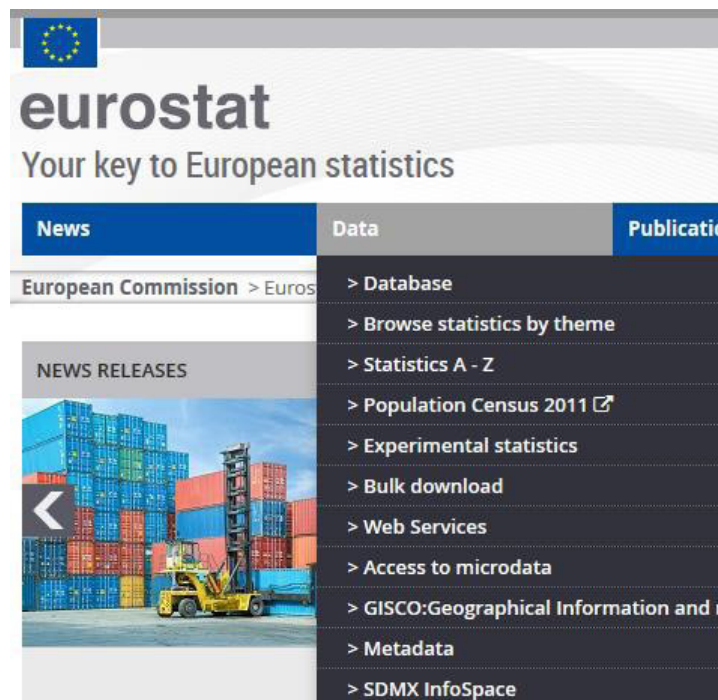 eurostat
Your key to European statistics
News
Data
European Commission >
> Database
> Browse statistics by theme
NEWS RELEASES
> Statistics A - Z
> Population Census 2011
> Experimental statistics
> Bulk download
> Web Services
> Access to microdata
> GISCO:Geographical Information and
> Metadata
> SDMX InfoSpace